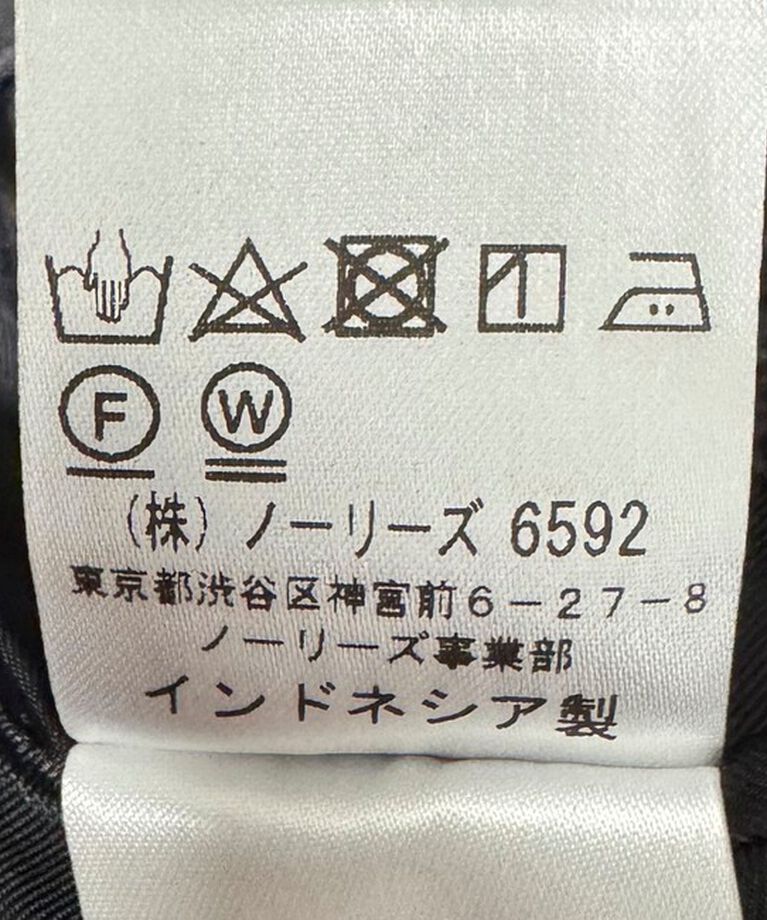 F W
(株)ノーリーズ 6592
東京都渋谷区神宮前6-27-8
ノーリーズ事業部
インドネシア製